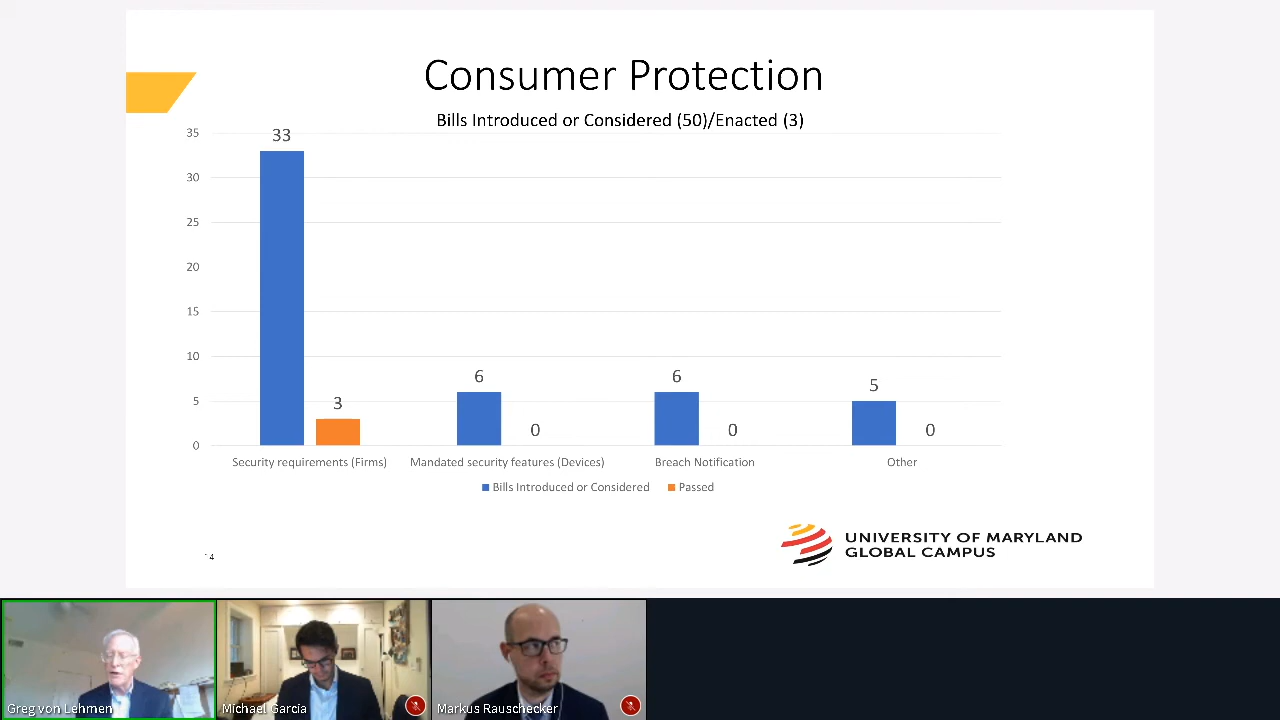 Consumer Protection
Bills Introduced or Considered (50)/Enacted (3)
35
30
25
20
15
10
5
0
33
3
6
0
6
0
5
0
Security requirements (Firms)
Mandated security features (Devices)
Breach Notification
Other
Bills Introduced or Considered
Passed
14
UNIVERSITY OF MARYLAND
GLOBAL CAMPUS
Greg von Lehmen
Michael Garcia
Markus Rauschecker